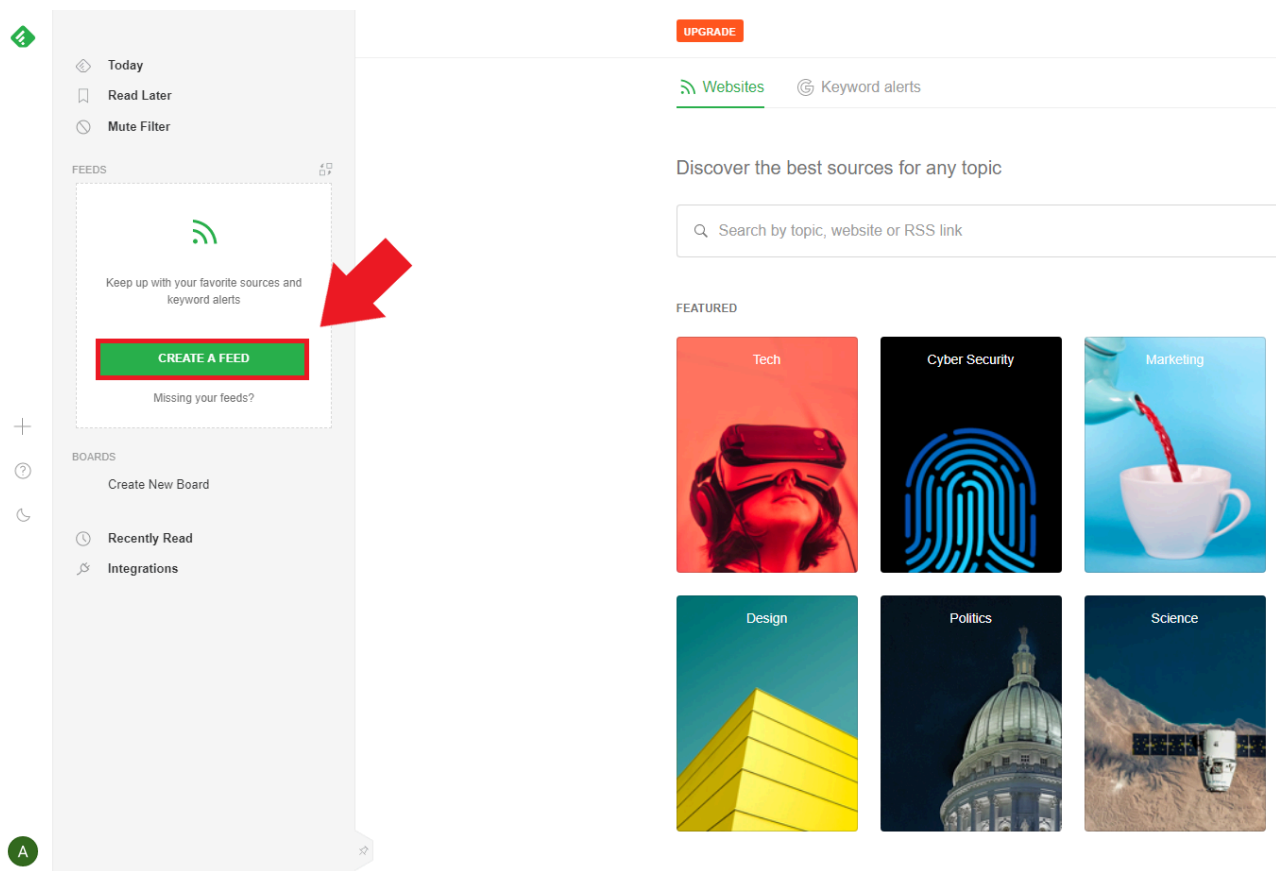 Today
Read Later
Mute Filter
FEEDS
Keep up with your favorite sources and
keyword alerts
CREATE A FEED
Missing your feeds?
BOARDS
Create New Board
Recently Read
Integrations
A
UPGRADE
Websites
Keyword alerts
Discover the best sources for any topic
Search by topic, website or RSS link
FEATURED
Tech
Cyber Security
Marketing
Design
Politics
Science